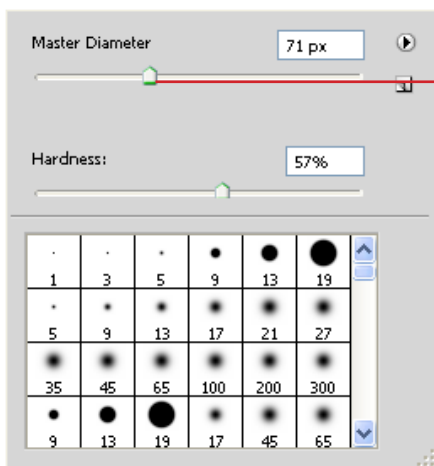 Master Diameter 71 px
Hardness: 57%
1 3 5 9 13 19
5 9 13 17 21 27
35 45 65 100 200 300
9 13 19 17 45 65